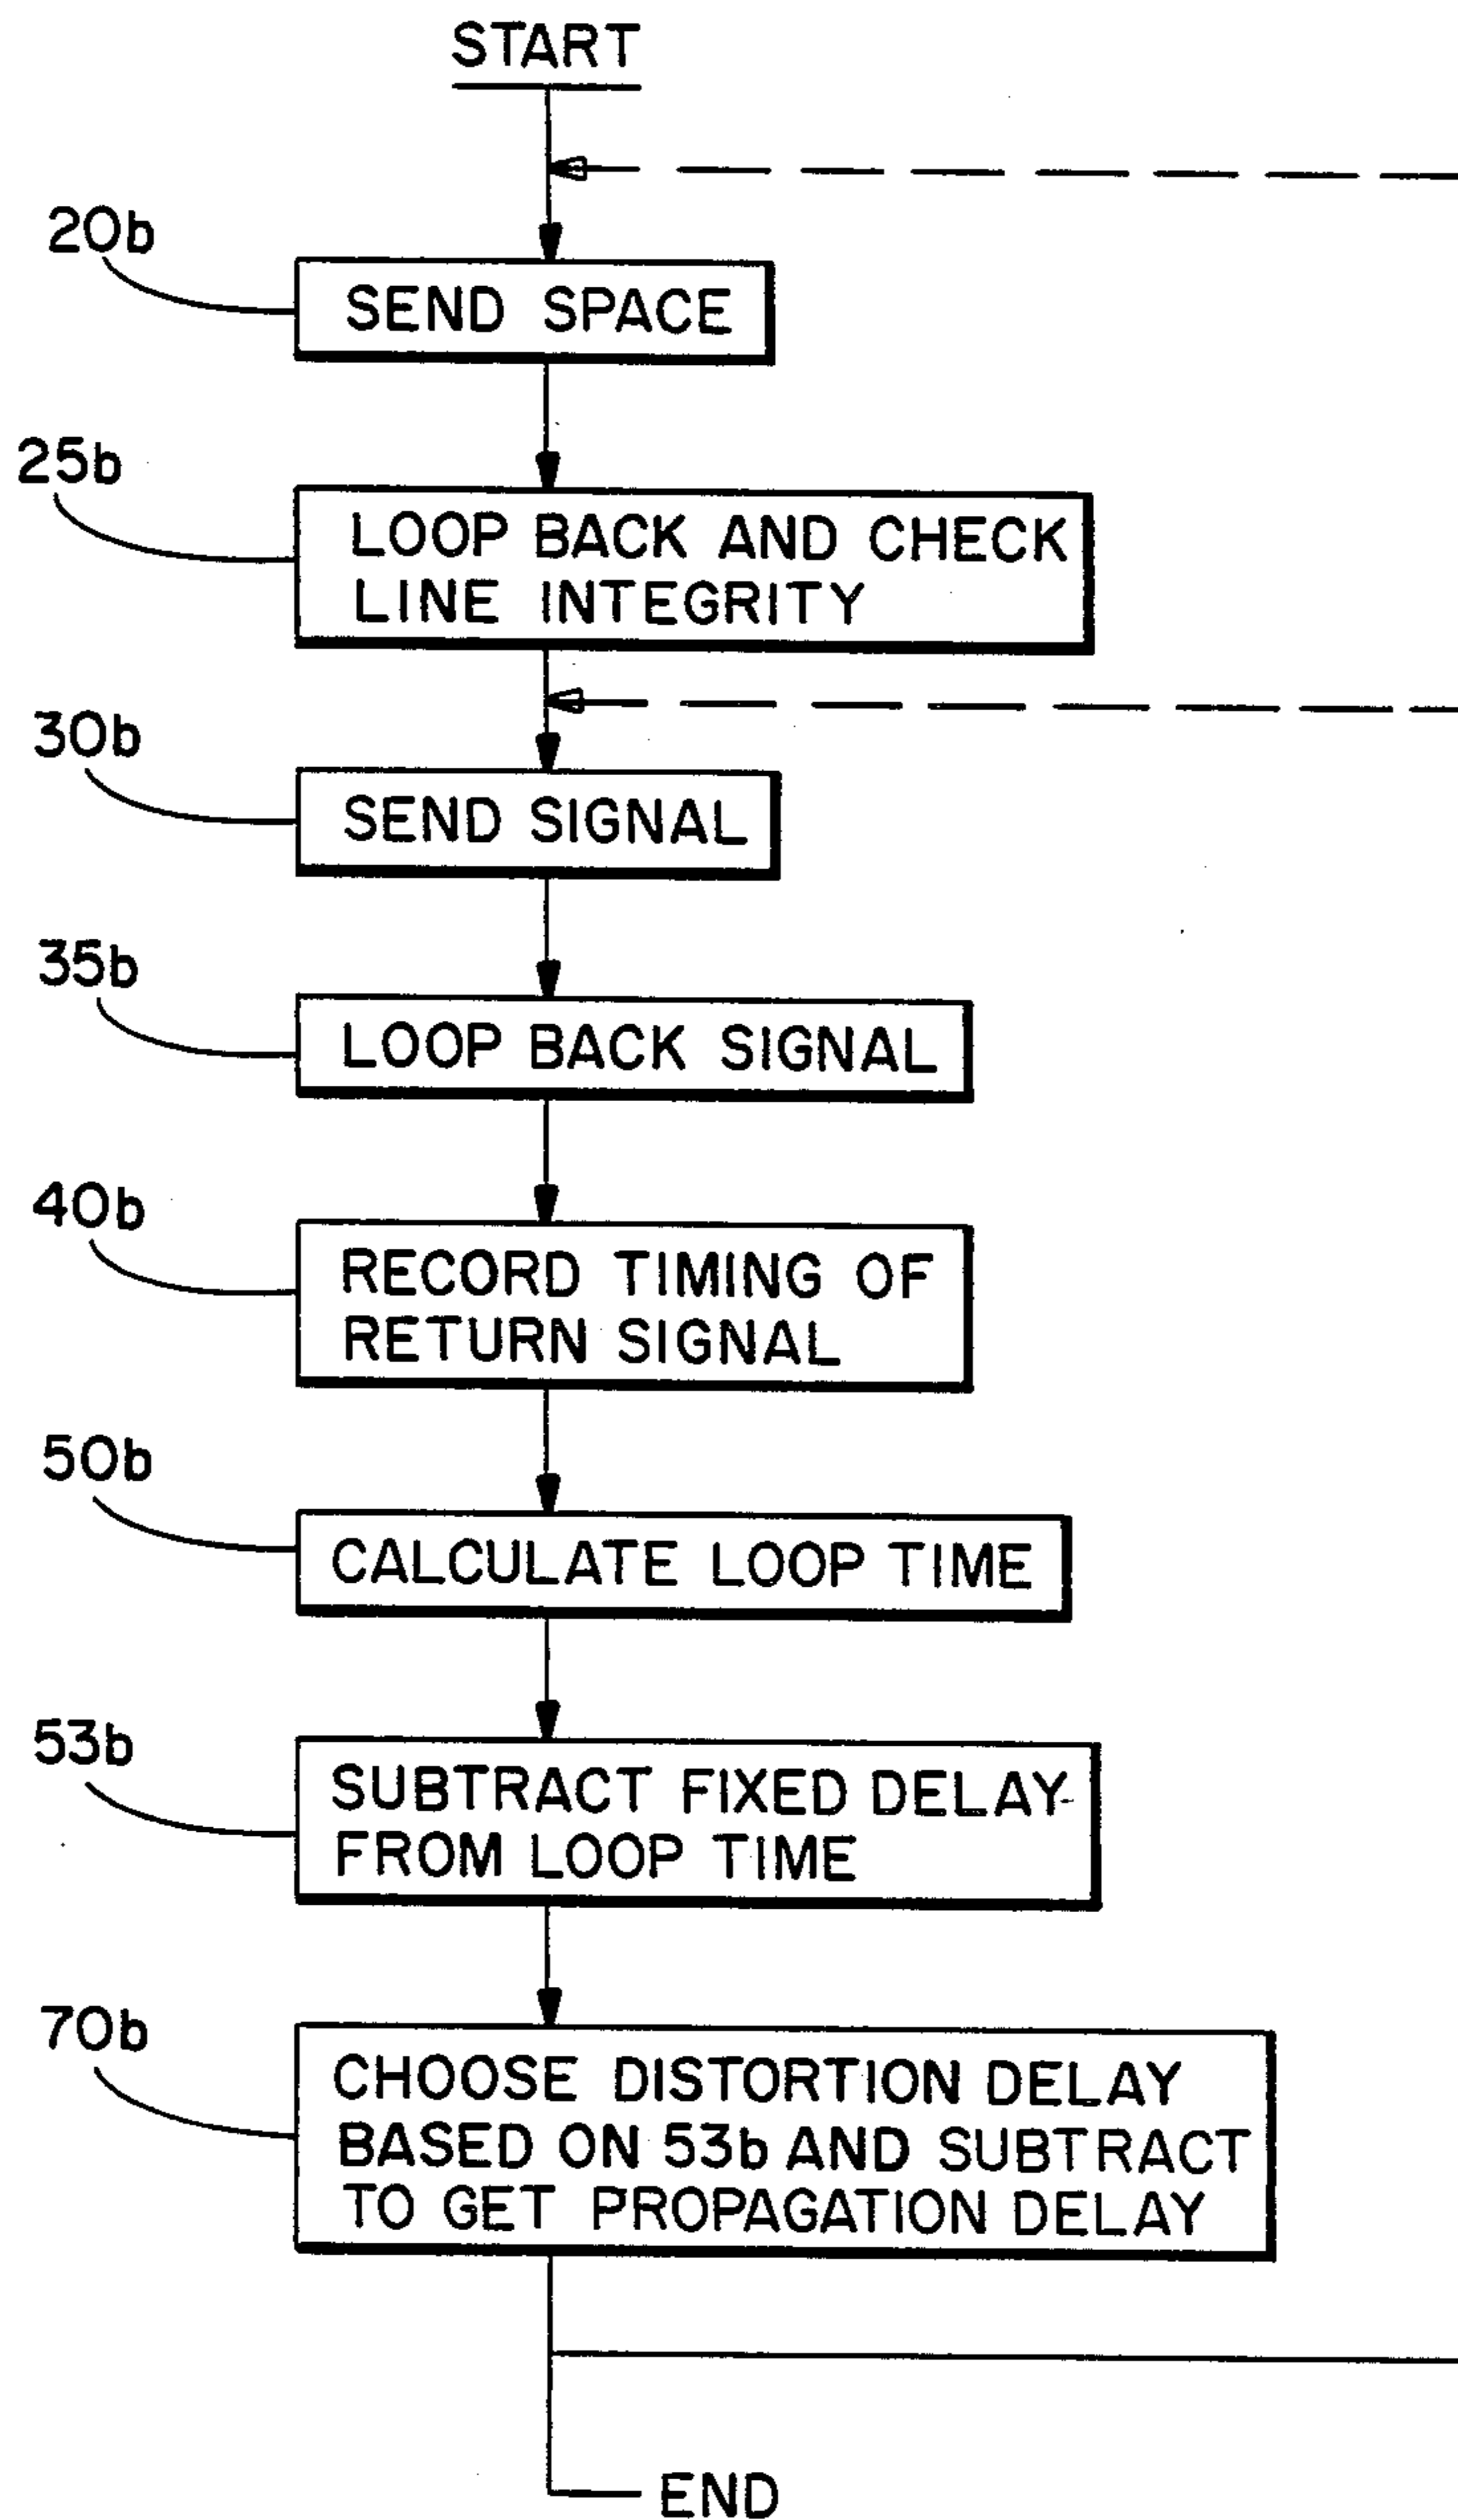 START
20b
SEND SPACE
25b
LOOP BACK AND CHECK
LINE INTEGRITY
30b
SEND SIGNAL
35b
LOOP BACK SIGNAL
40b
RECORD TIMING OF
RETURN SIGNAL
50b
CALCULATE LOOP TIME
53b
SUBTRACT FIXED DELAY
FROM LOOP TIME
70b
CHOOSE DISTORTION DELAY
BASED ON 53b AND SUBTRACT
TO GET PROPAGATION DELAY
END